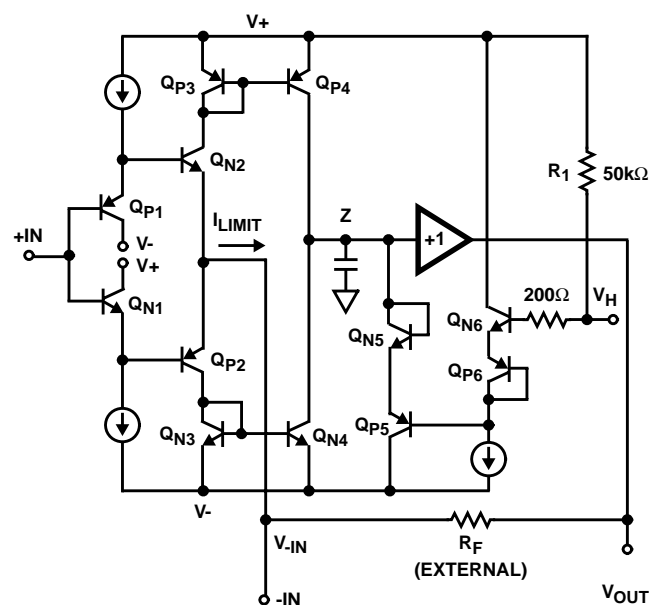 V+
QP3
QP4
QN2
R1
50kΩ
QP1
ILIMIT
Z
+1
+IN
V-
V+
200Ω
VH
QN1
QN6
QN5
QP2
QP6
QP5
QN3
QN4
V-
V-IN
RF
(EXTERNAL)
-IN
VOUT